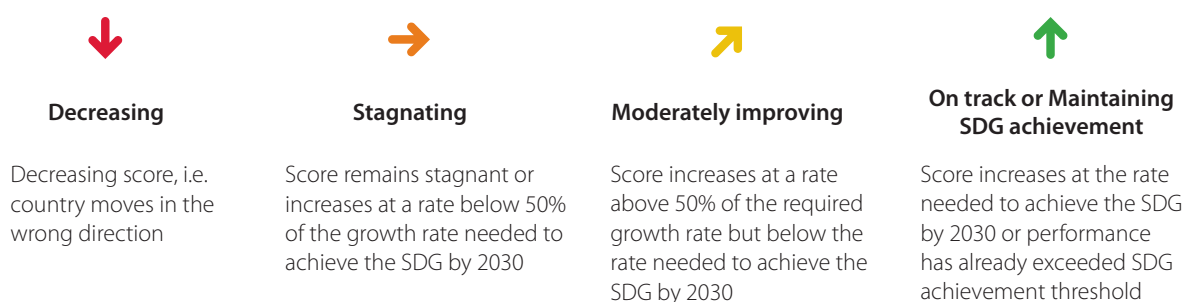 Decreasing
Decreasing score, i.e.
country moves in the
wrong direction
Stagnating
Score remains stagnant or
increases at a rate below 50%
of the growth rate needed to
achieve the SDG by 2030
Moderately improving
Score increases at a rate
above 50% of the required
growth rate but below the
rate needed to achieve the
SDG by 2030
On track or Maintaining
SDG achievement
Score increases at the rate
needed to achieve the SDG
by 2030 or performance
has already exceeded SDG
achievement threshold